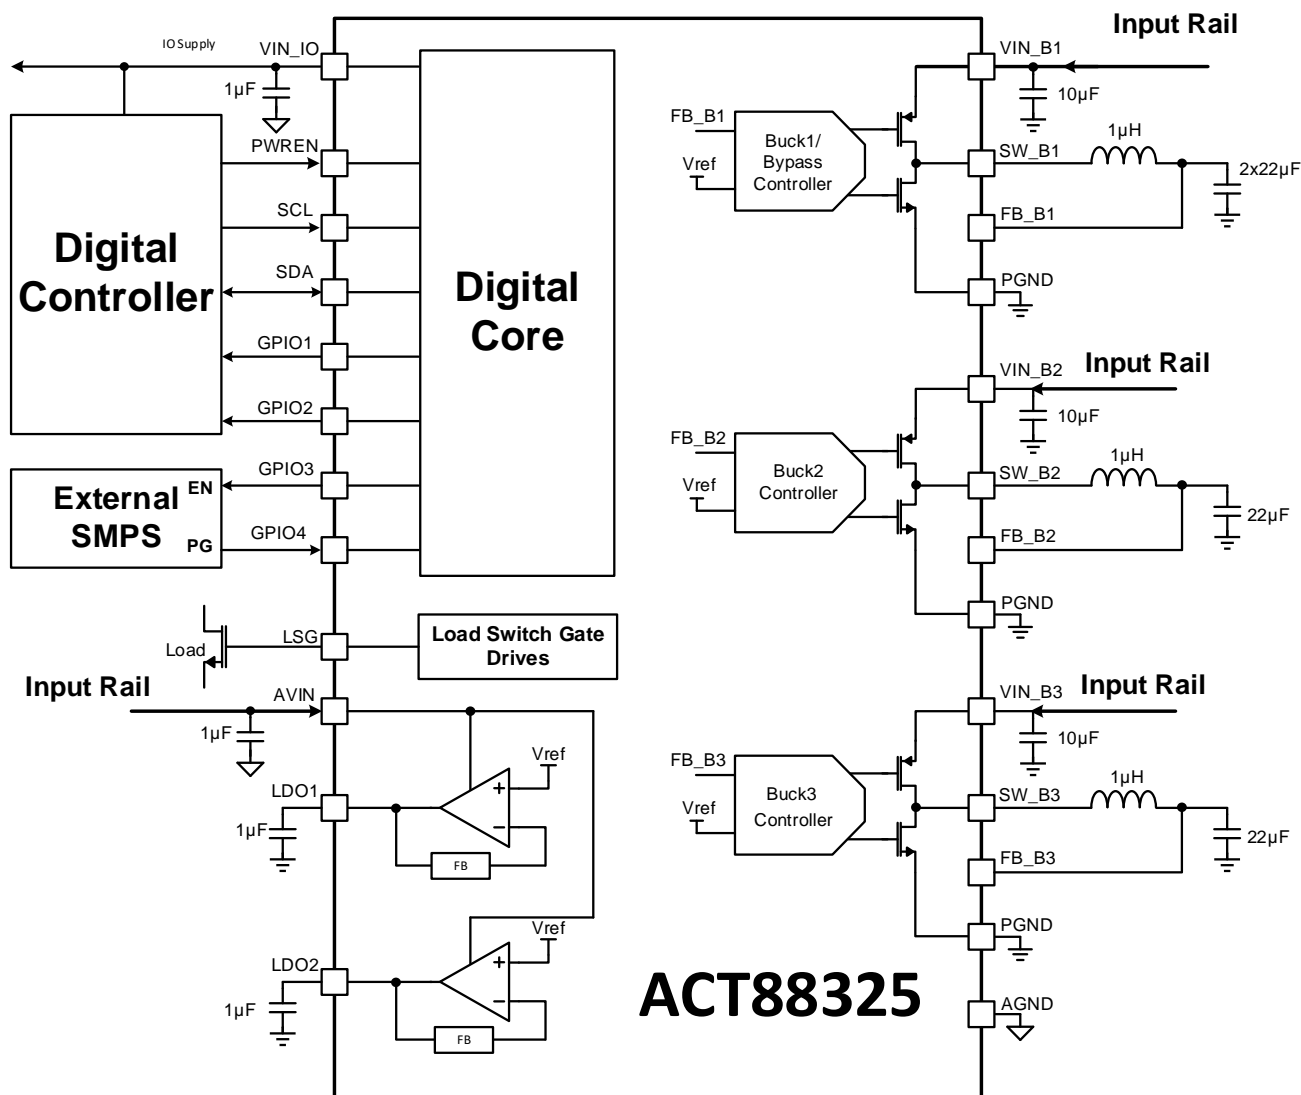 IO Supply
VIN_IO
1µF
PWREN
SCL
SDA
GPIO1
GPIO2
GPIO3
GPIO4
Digital
Controller
External
SMPS
EN
PG
Digital
Core
Load
LSG
Load Switch Gate
Drives
Input Rail
AVIN
1µF
LDO1
1µF
Vref
+
−
FB
LDO2
1µF
Vref
+
−
FB
Input Rail
VIN_B1
10µF
FB_B1
Vref
Buck1/
Bypass
Controller
SW_B1
1µH
2x22µF
FB_B1
PGND
Input Rail
VIN_B2
10µF
FB_B2
Vref
Buck2
Controller
SW_B2
1µH
22µF
FB_B2
PGND
Input Rail
VIN_B3
10µF
FB_B3
Vref
Buck3
Controller
SW_B3
1µH
22µF
FB_B3
PGND
AGND
ACT88325